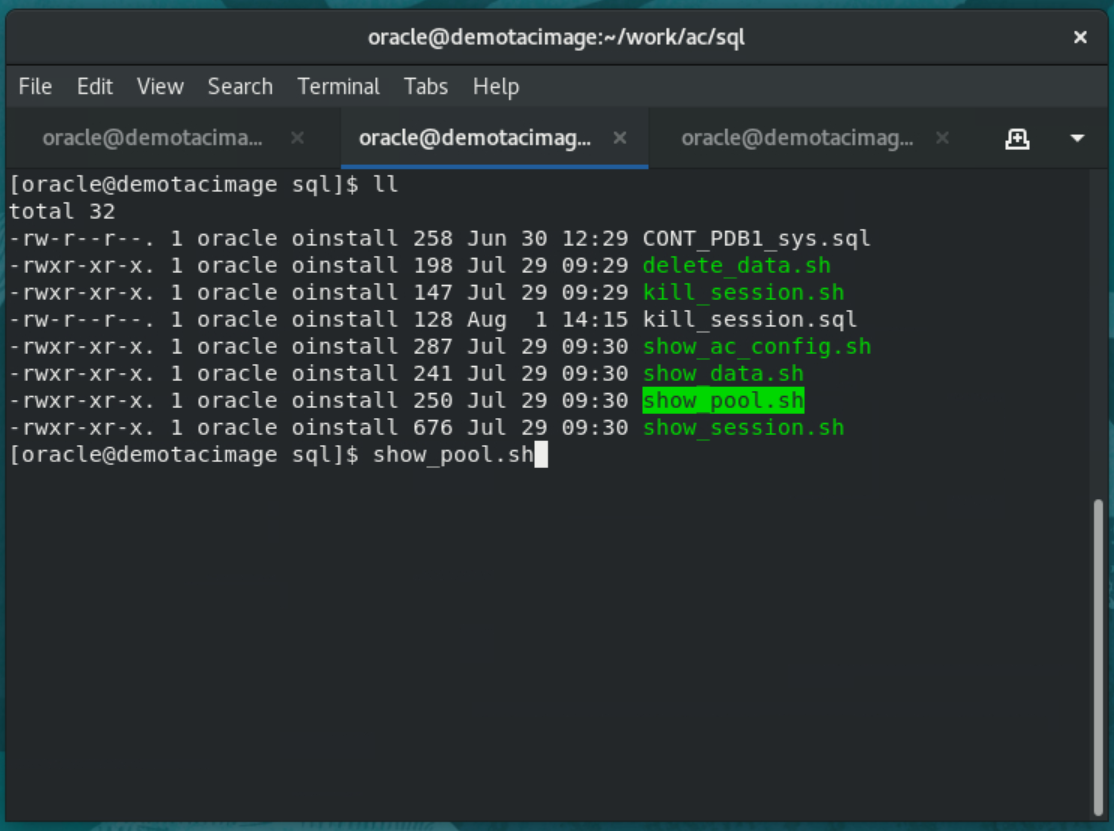 oracle@demotacimage:~/work/ac/sql
File Edit View Search Terminal Tabs Help
oracle@demotacima... oracle@demotacimag... oracle@demotacimag...
[oracle@demotacimage sql]$ ll
total 32
-rw-r--r--. 1 oracle oinstall 258 Jun 30 12:29 CONT_PDB1_sys.sql
-rwxr-xr-x. 1 oracle oinstall 198 Jul 29 09:29 delete_data.sh
-rwxr-xr-x. 1 oracle oinstall 147 Jul 29 09:29 kill_session.sh
-rw-r--r--. 1 oracle oinstall 128 Aug  1 14:15 kill_session.sql
-rwxr-xr-x. 1 oracle oinstall 287 Jul 29 09:30 show_ac_config.sh
-rwxr-xr-x. 1 oracle oinstall 241 Jul 29 09:30 show_data.sh
-rwxr-xr-x. 1 oracle oinstall 250 Jul 29 09:30 show_pool.sh
-rwxr-xr-x. 1 oracle oinstall 676 Jul 29 09:30 show_session.sh
[oracle@demotacimage sql]$ show_pool.sh